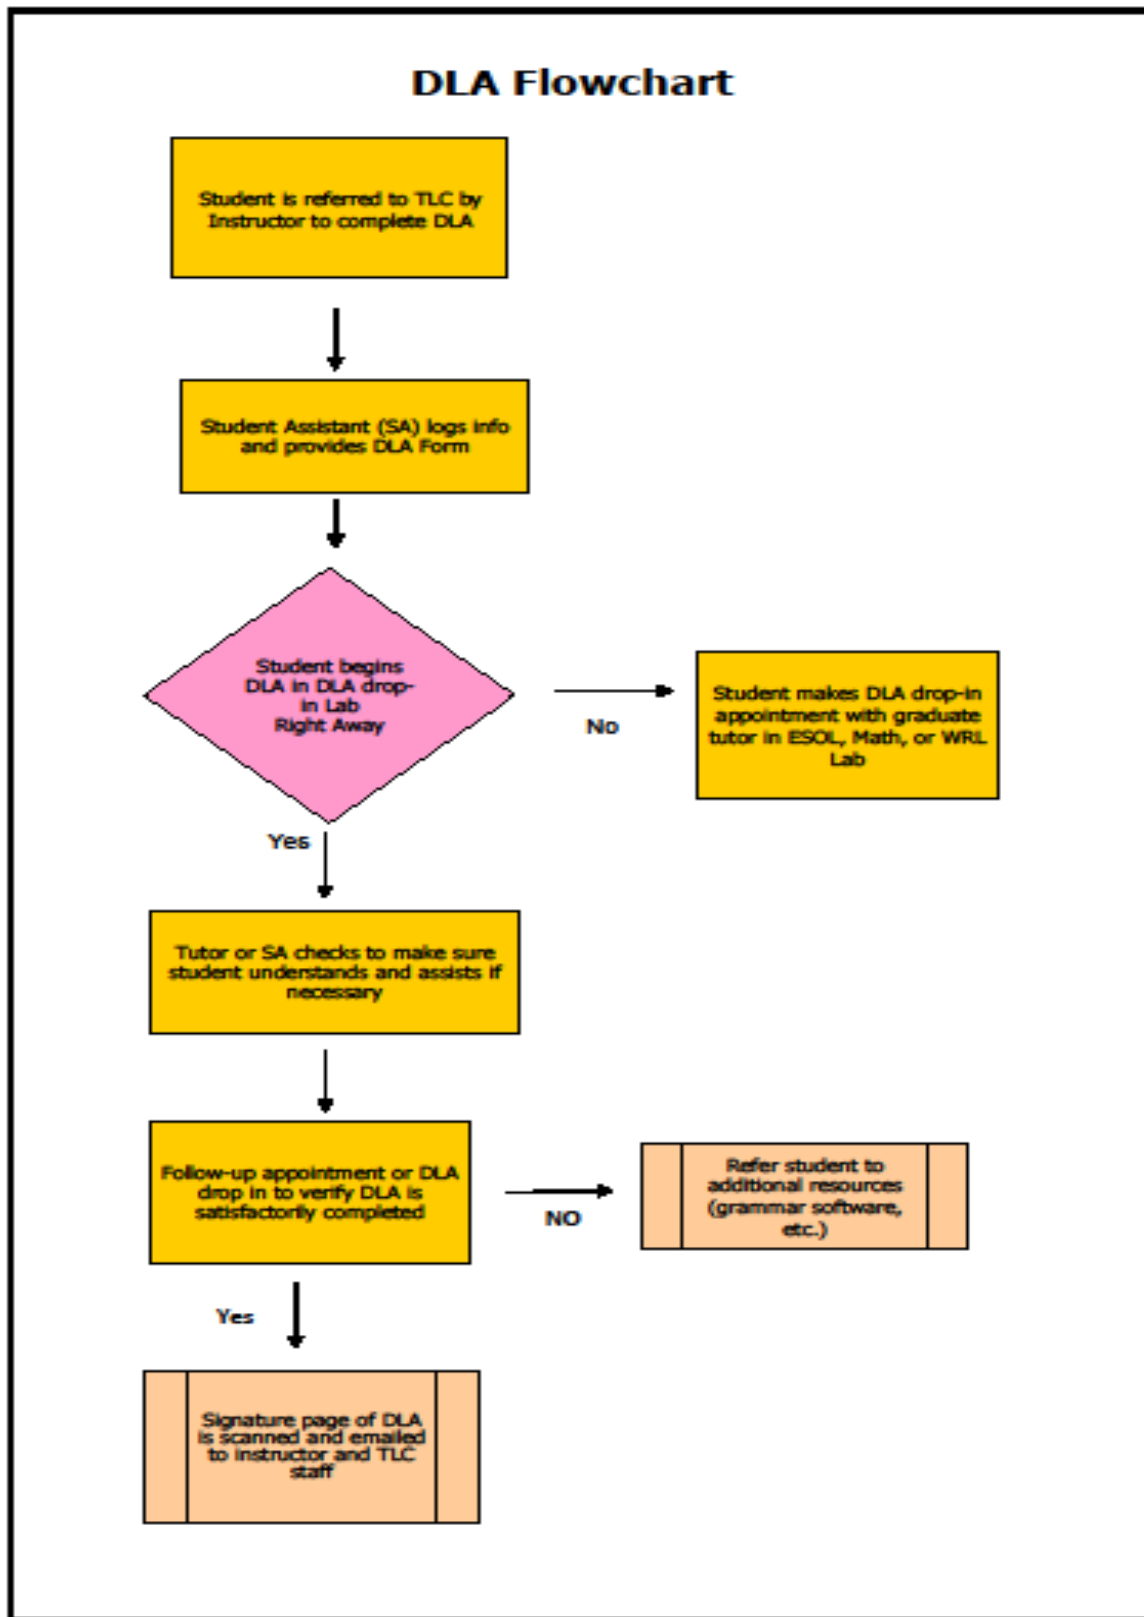 DLA Flowchart
Student is referred to TLC by
Instructor to complete DLA
Student Assistant (SA) logs info
and provides DLA Form
Student begins
DLA in DLA drop-
in Lab
Right Away
No
Student makes DLA drop-in
appointment with graduate
tutor in ESOL, Math, or WRL
Lab
Yes
Tutor or SA checks to make sure
student understands and assists if
necessary
Follow-up appointment or DLA
drop in to verify DLA is
satisfactorily completed
NO
Refer student to
additional resources
(grammar software,
etc.)
Yes
Signature page of DLA
is scanned and emailed
to instructor and TLC
staff